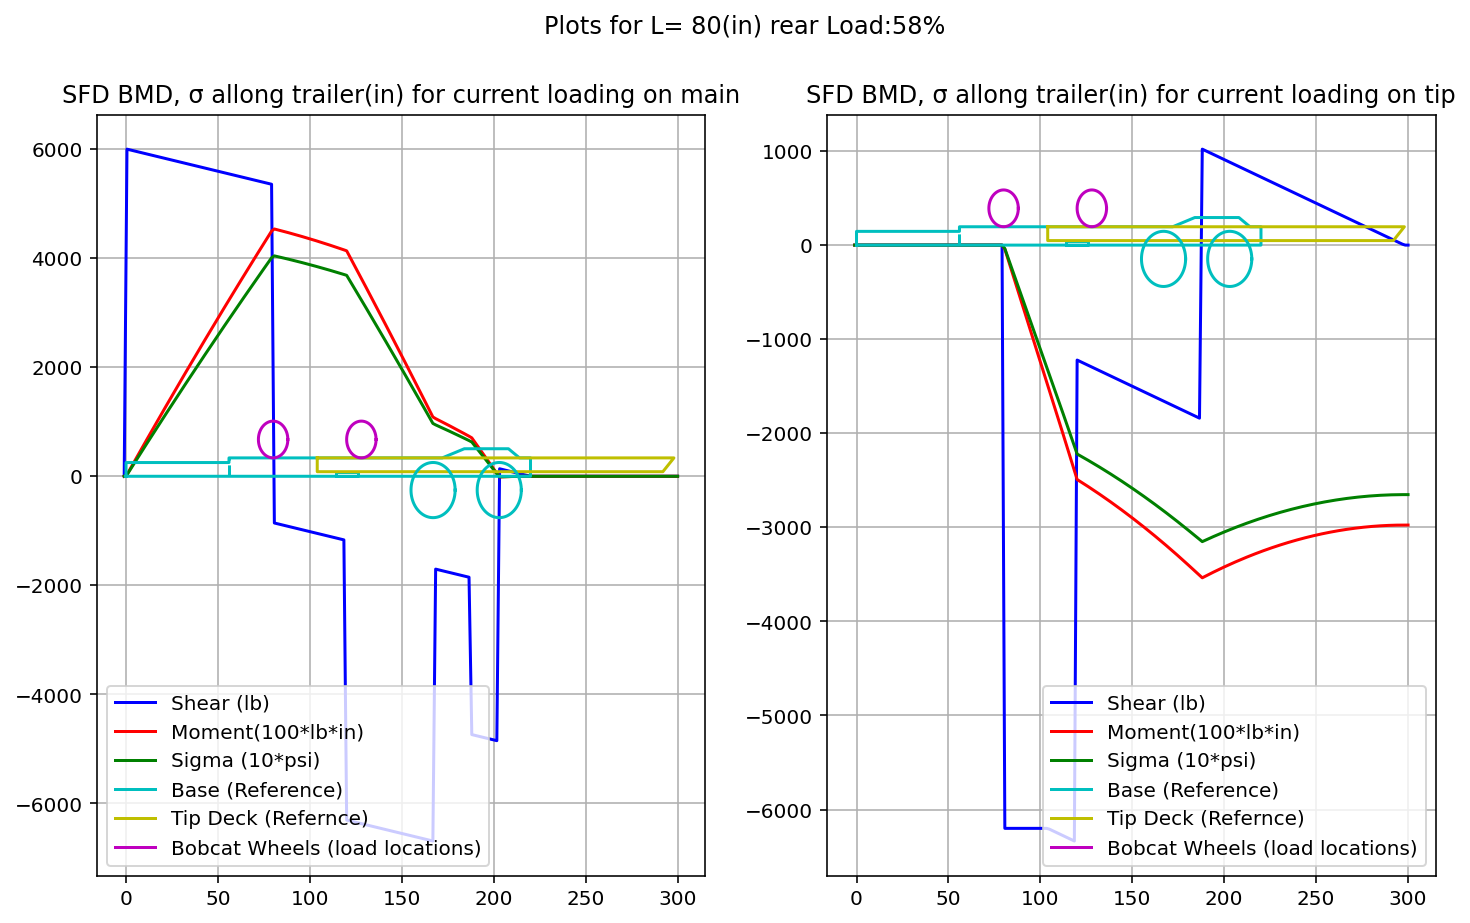 Plots for L= 80(in) rear Load:58%
SFD BMD, σ allong trailer(in) for current loading on main
6000
4000
2000
0
−2000
−4000
−6000
0 50 100 150 200 250 300
Shear (lb)
Moment(100*lb*in)
Sigma (10*psi)
Base (Reference)
Tip Deck (Refernce)
Bobcat Wheels (load locations)
SFD BMD, σ allong trailer(in) for current loading on tip
1000
0
−1000
−2000
−3000
−4000
−5000
−6000
0 50 100 150 200 250 300
Shear (lb)
Moment(100*lb*in)
Sigma (10*psi)
Base (Reference)
Tip Deck (Refernce)
Bobcat Wheels (load locations)